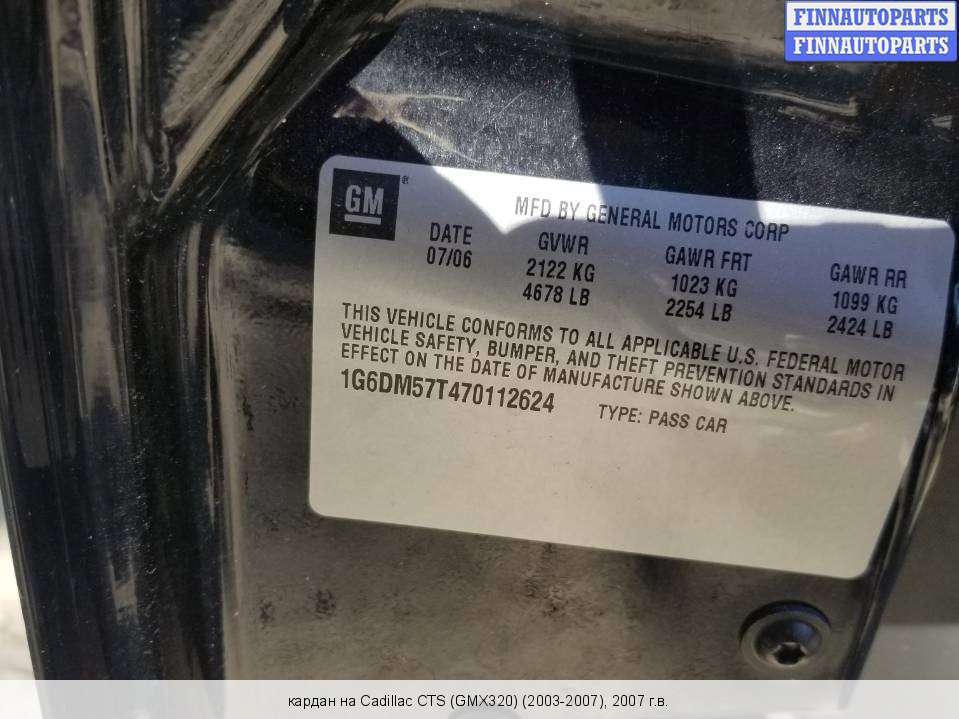 FINNAUTOPARTS
FINNAUTOPARTS
GM ®
MFD BY GENERAL MOTORS CORP
DATE GVWR GAWR FRT GAWR RR
07/06 2122 KG 1023 KG 1099 KG
4678 LB 2254 LB 2424 LB
THIS VEHICLE CONFORMS TO ALL APPLICABLE U.S. FEDERAL MOTOR
VEHICLE SAFETY, BUMPER, AND THEFT PREVENTION STANDARDS IN
EFFECT ON THE DATE OF MANUFACTURE SHOWN ABOVE.
1G6DM57T470112624 TYPE: PASS CAR
кардан на Cadillac CTS (GMX320) (2003-2007), 2007 г.в.